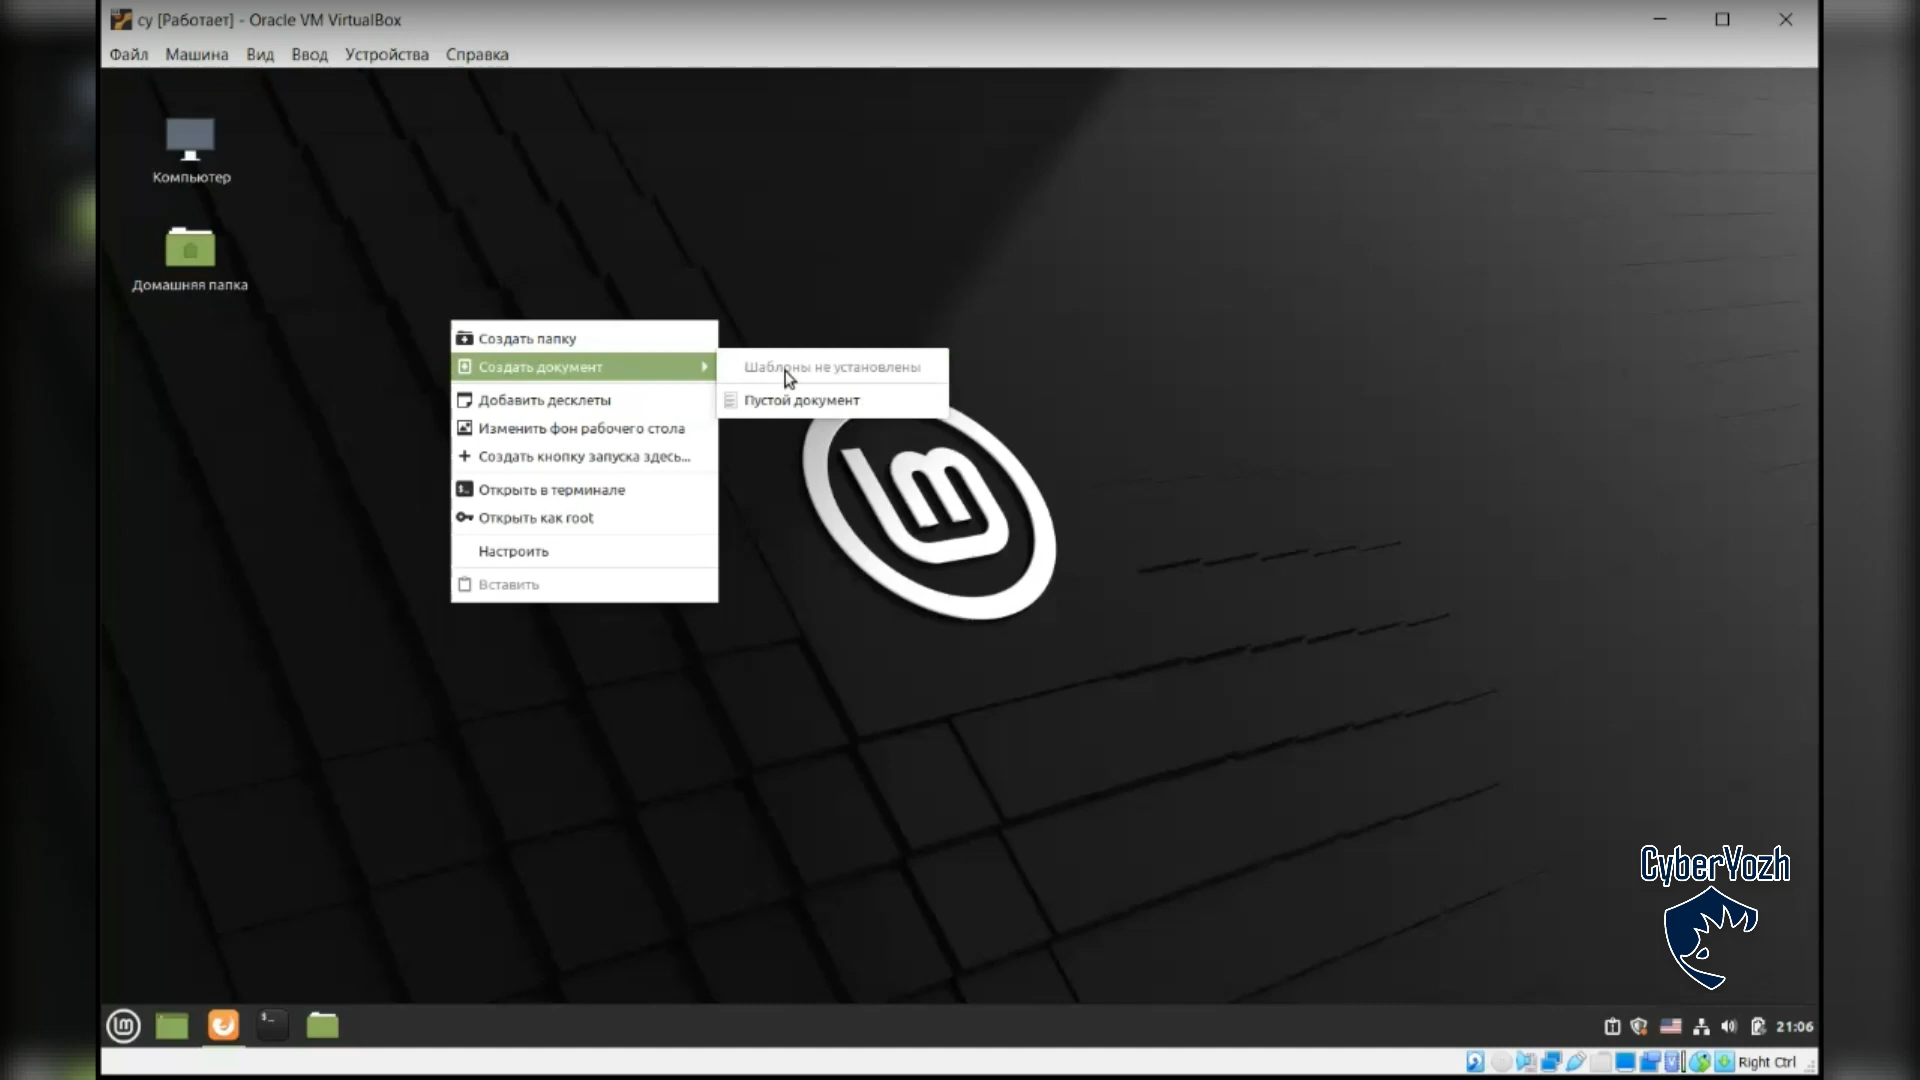 cy [Работает] - Oracle VM VirtualBox
Файл Машина Вид Ввод Устройства Справка
Компьютер
Домашняя папка
Создать папку
Создать документ
Шаблоны не установлены
Пустой документ
Добавить десклеты
Изменить фон рабочего стола
Создать кнопку запуска здесь...
Открыть в терминале
Открыть как root
Настроить
Вставить
CyberYozh
21:06
Right Ctrl